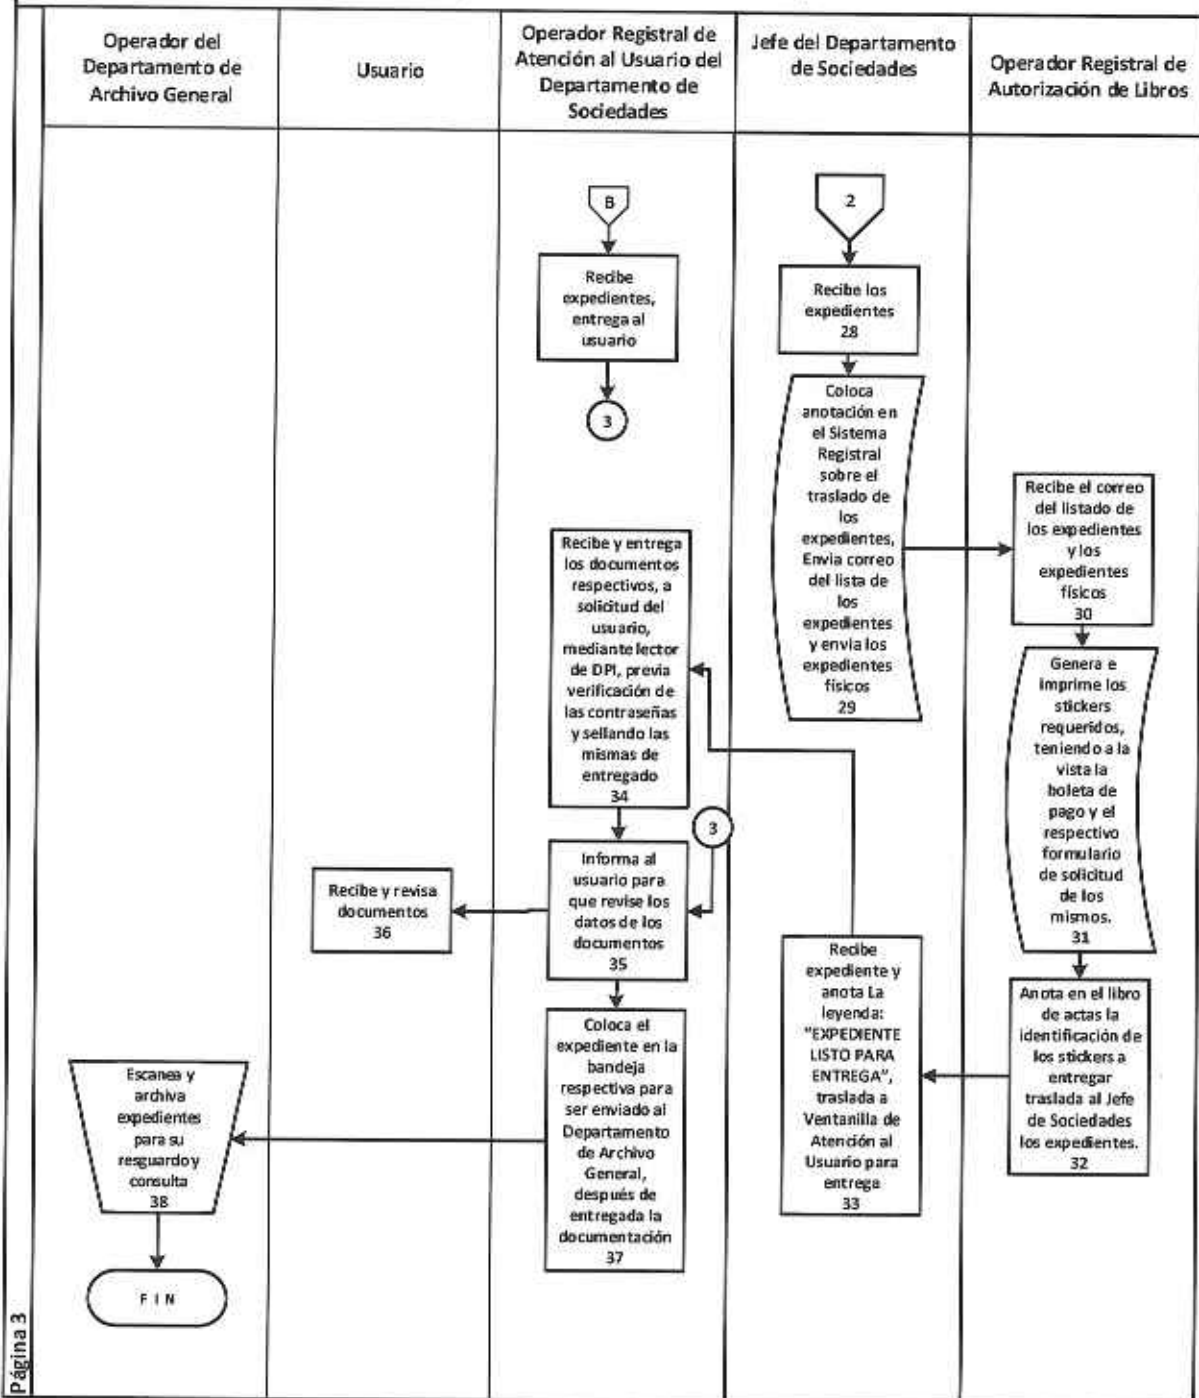 Operador del
Departamento de
Archivo General
Usuario
Operador Registral de
Atención al Usuario del
Departamento de
Sociedades
Jefe del Departamento
de Sociedades
Operador Registral de
Autorización de Libros
B
Recibe
expedientes,
entrega al
usuario
3
2
Recibe los
expedientes
28
Coloca
anotación en
el Sistema
Registral
sobre el
traslado de
los
expedientes,
Envia correo
del lista de
los
expedientes
y envia los
expedientes
físicos
29
Recibe el correo
del listado de
los expedientes
y los
expedientes
físicos
30
Genera e
imprime los
stickers
requeridos,
teniendo a la
vista la
boleta de
pago y el
respectivo
formulario
de solicitud
de los
mismos.
31
Anota en el libro
de actas la
identificación de
los stickers a
entregar
traslada al Jefe
de Sociedades
los expedientes.
32
Recibe
expediente y
anota La
leyenda:
"EXPEDIENTE
LISTO PARA
ENTREGA",
traslada a
Ventanilla de
Atención al
Usuario para
entrega
33
Recibe y entrega
los documentos
respectivos, a
solicitud del
usuario,
mediante lector
de DPI, previa
verificación de
las contraseñas
y sellando las
mismas de
entregado
34
3
Informa al
usuario para
que revise los
datos de los
documentos
35
Recibe y revisa
documentos
36
Coloca el
expediente en la
bandeja
respectiva para
ser enviado al
Departamento
de Archivo
General,
después de
entregada la
documentación
37
Escanea y
archiva
expedientes
para su
resguardo y
consulta
38
FIN
Página 3